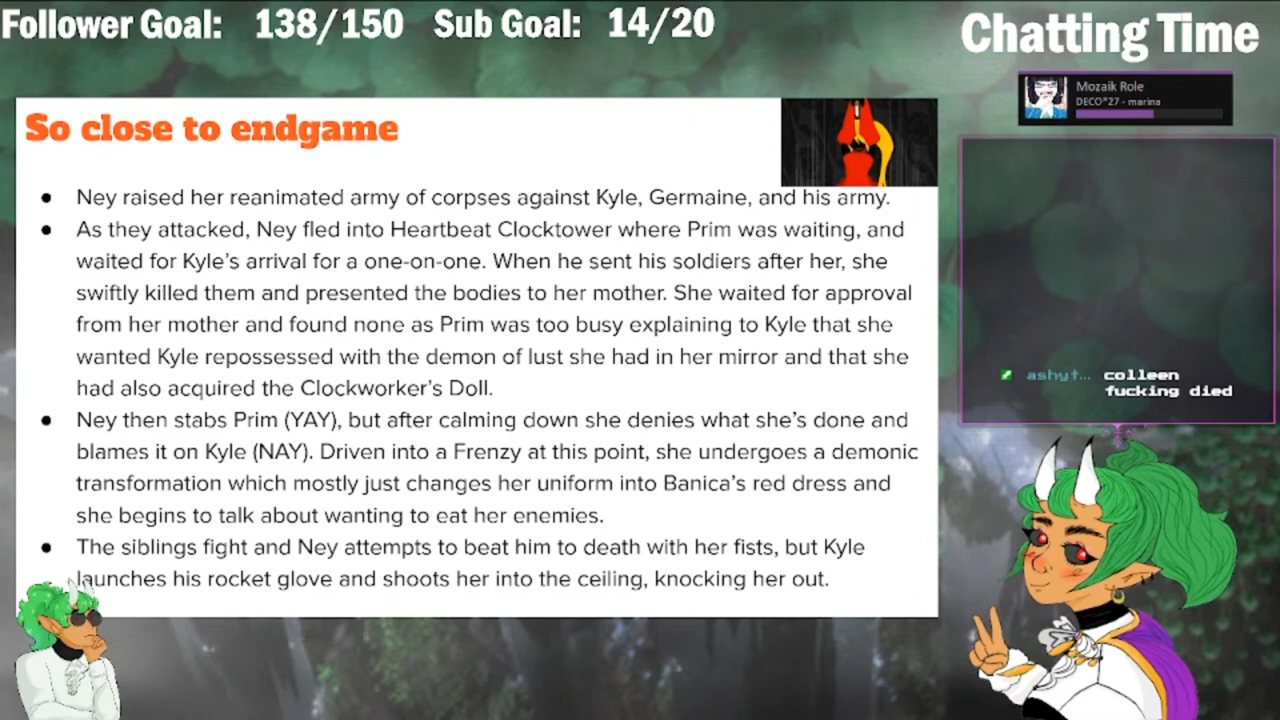 Follower Goal: 138/150 Sub Goal: 14/20
Chatting Time
Mozaik Role
DECO*27 - marina
So close to endgame
● Ney raised her reanimated army of corpses against Kyle, Germaine, and his army.
● As they attacked, Ney fled into Heartbeat Clocktower where Prim was waiting, and
waited for Kyle’s arrival for a one-on-one. When he sent his soldiers after her, she
swiftly killed them and presented the bodies to her mother. She waited for approval
from her mother and found none as Prim was too busy explaining to Kyle that she
wanted Kyle repossessed with the demon of lust she had in her mirror and that she
had also acquired the Clockworker’s Doll.
● Ney then stabs Prim (YAY), but after calming down she denies what she’s done and
blames it on Kyle (NAY). Driven into a Frenzy at this point, she undergoes a demonic
transformation which mostly just changes her uniform into Banica’s red dress and
she begins to talk about wanting to eat her enemies.
● The siblings fight and Ney attempts to beat him to death with her fists, but Kyle
launches his rocket glove and shoots her into the ceiling, knocking her out.
ashyt... colleen
fucking died